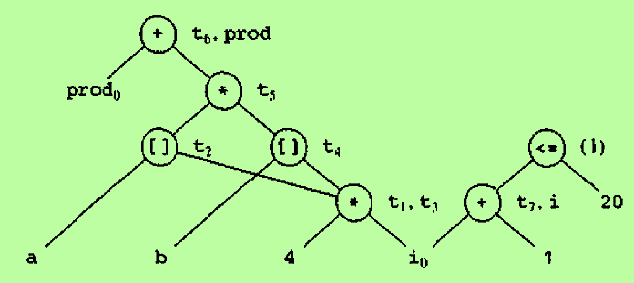 + t₆, prod
prod₀ * t₅
[] t₂ [] t₄ <= (1)
* t₁, t₃ + t₇, i 20
a b 4 i₀ 1